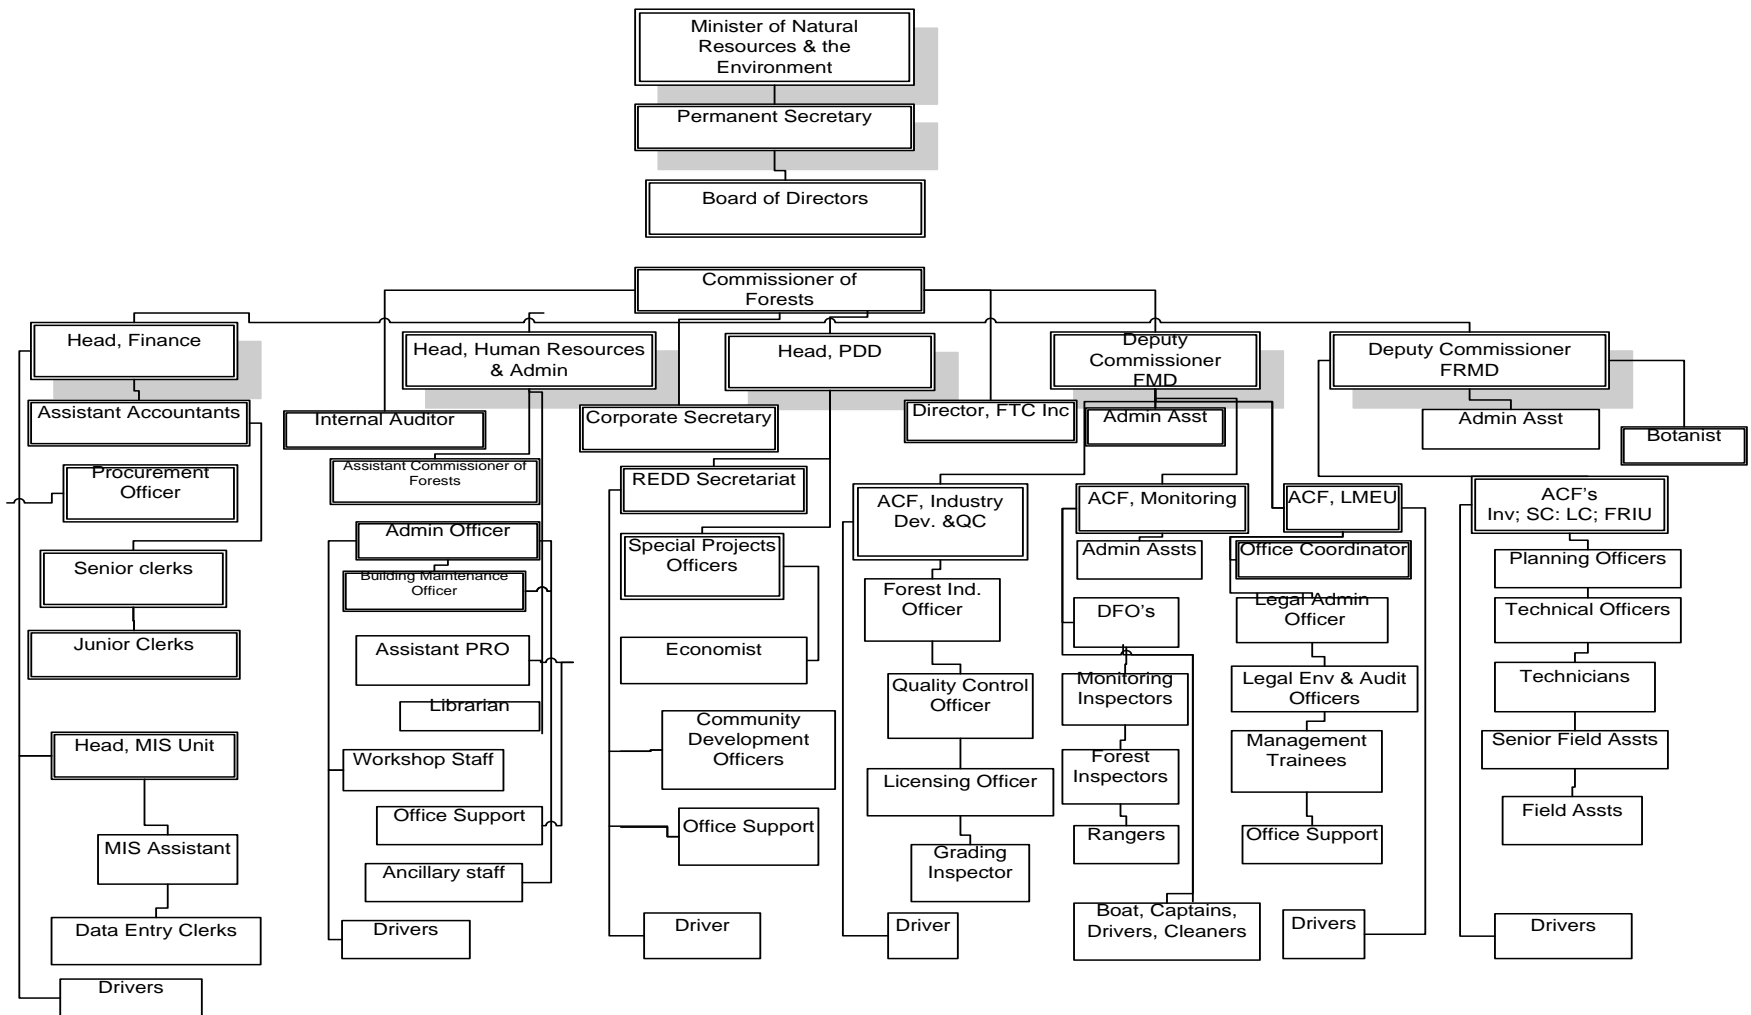 Minister of Natural
Resources & the
Environment
Permanent Secretary
Board of Directors
Commissioner of
Forests
Head, Finance
Head, Human Resources
& Admin
Head, PDD
Deputy
Commissioner
FMD
Deputy Commissioner
FRMD
Assistant Accountants
Internal Auditor
Corporate Secretary
Director, FTC Inc
Admin Asst
Admin Asst
Botanist
Procurement
Officer
Assistant Commissioner of
Forests
REDD Secretariat
ACF, Industry
Dev. &QC
ACF, Monitoring
ACF, LMEU
ACF's
Inv; SC: LC; FRIU
Senior clerks
Admin Officer
Building Maintenance
Officer
Special Projects
Officers
Admin Assts
Office Coordinator
Planning Officers
Forest Ind.
Officer
DFO’s
Legal Admin
Officer
Technical Officers
Junior Clerks
Assistant PRO
Economist
Quality Control
Officer
Monitoring
Inspectors
Legal Env & Audit
Officers
Technicians
Librarian
Head, MIS Unit
Workshop Staff
Community
Development
Officers
Licensing Officer
Forest
Inspectors
Management
Trainees
Senior Field Assts
Office Support
Office Support
Rangers
Office Support
Field Assts
MIS Assistant
Ancillary staff
Grading
Inspector
Data Entry Clerks
Drivers
Driver
Driver
Boat, Captains,
Drivers, Cleaners
Drivers
Drivers
Drivers